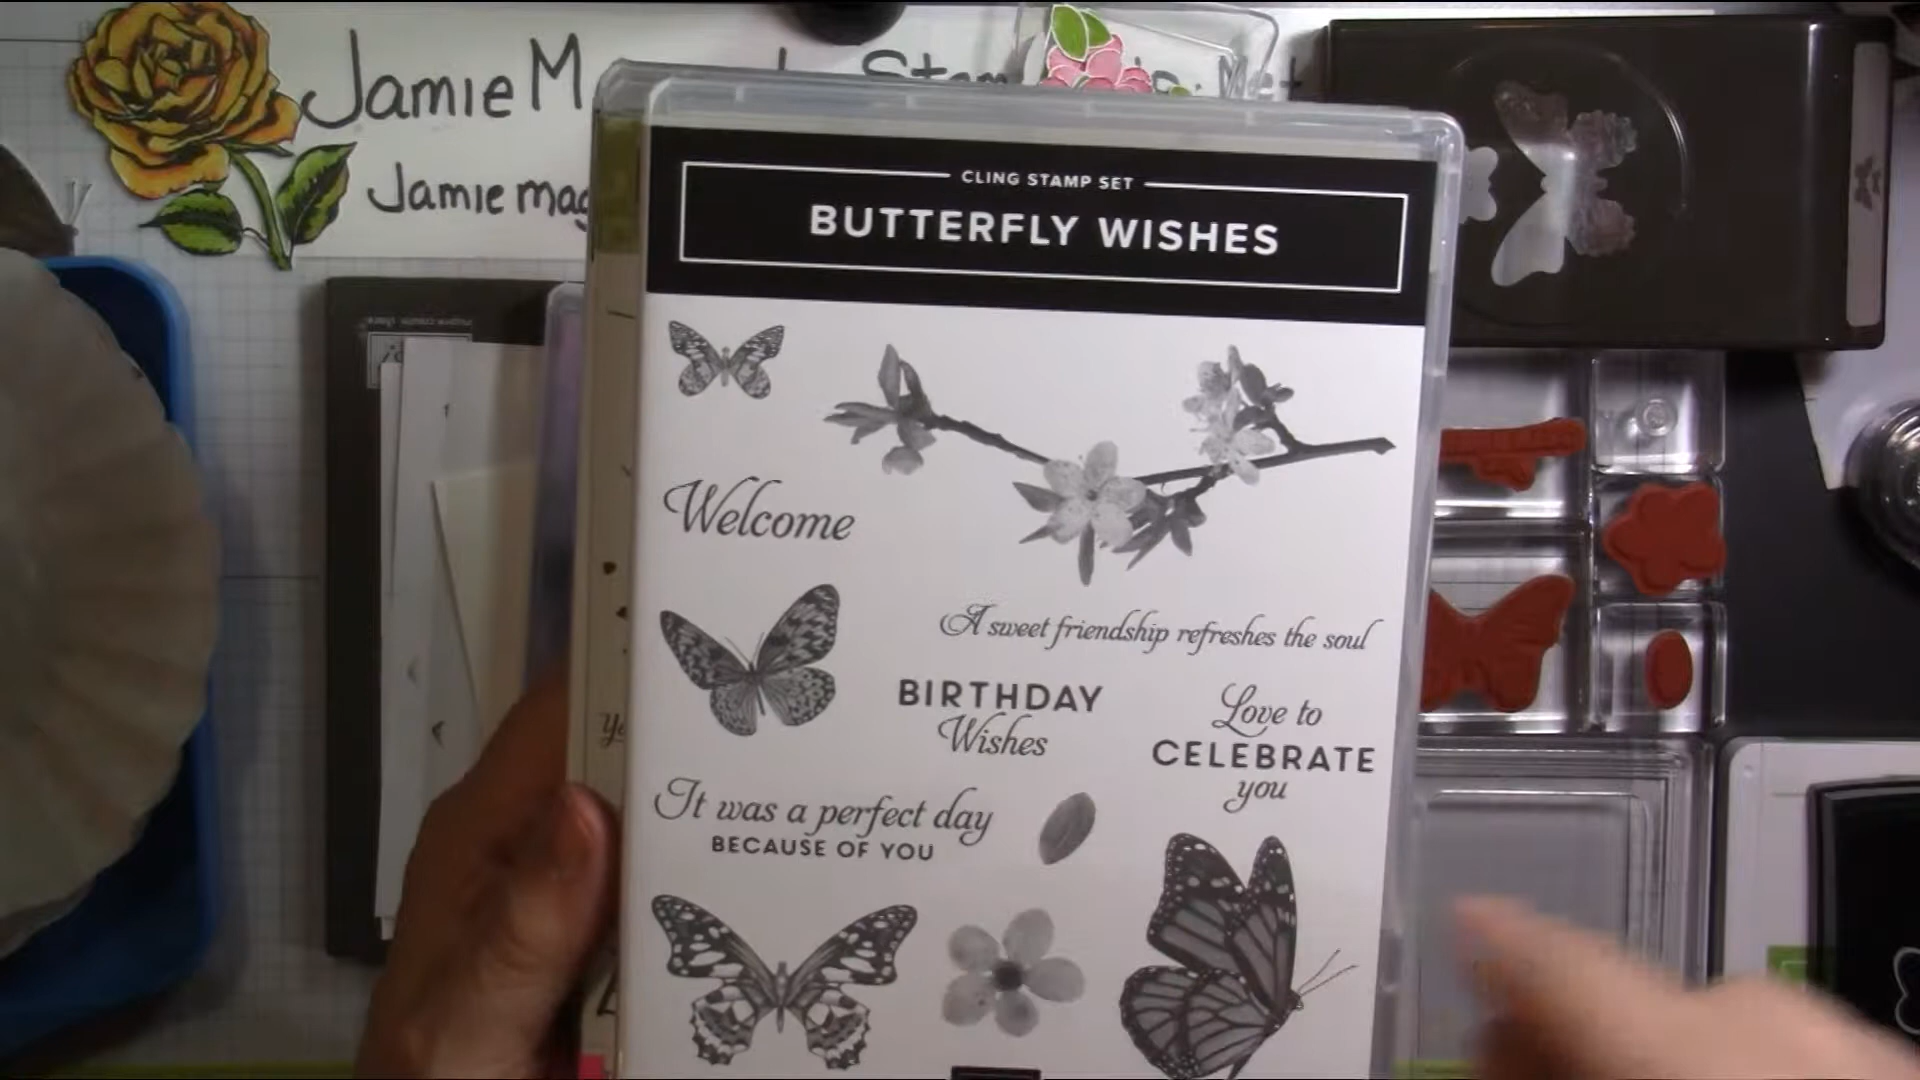 Jamie M
Jamie mag
CLING STAMP SET
BUTTERFLY WISHES
Welcome
A sweet friendship refreshes the soul
BIRTHDAY
Wishes
Love to
CELEBRATE
you
It was a perfect day
BECAUSE OF YOU